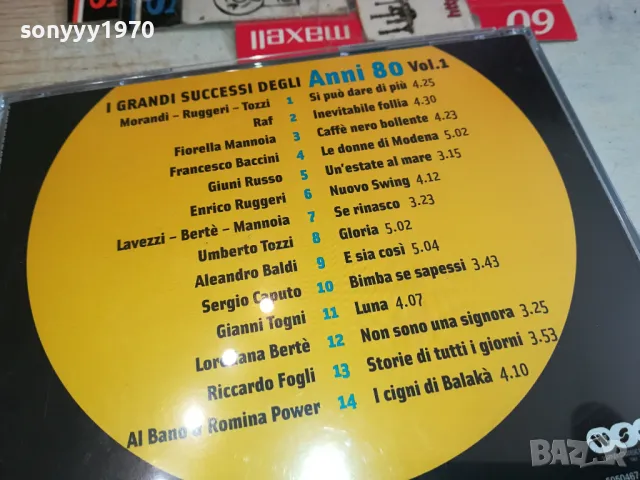 sonyyy1970
maxell
60
I GRANDI SUCCESSI DEGLI Anni 80 Vol.1
Morandi - Ruggeri - Tozzi 1 Si può dare di più 4.25
Raf 2 Inevitabile follia 4.30
Fiorella Mannoia 3 Caffè nero bollente 4.23
Francesco Baccini 4 Le donne di Modena 5.02
Giuni Russo 5 Un'estate al mare 3.15
Enrico Ruggeri 6 Nuovo Swing 4.12
Lavezzi - Bertè - Mannoia 7 Se rinasco 3.23
Umberto Tozzi 8 Gloria 5.02
Aleandro Baldi 9 E sia così 5.04
Sergio Caputo 10 Bimba se sapessi 3.43
Gianni Togni 11 Luna 4.07
Loredana Bertè 12 Non sono una signora 3.25
Riccardo Fogli 13 Storie di tutti i giorni 3.53
Al Bano & Romina Power 14 I cigni di Balakà 4.10
BAZAR.BG